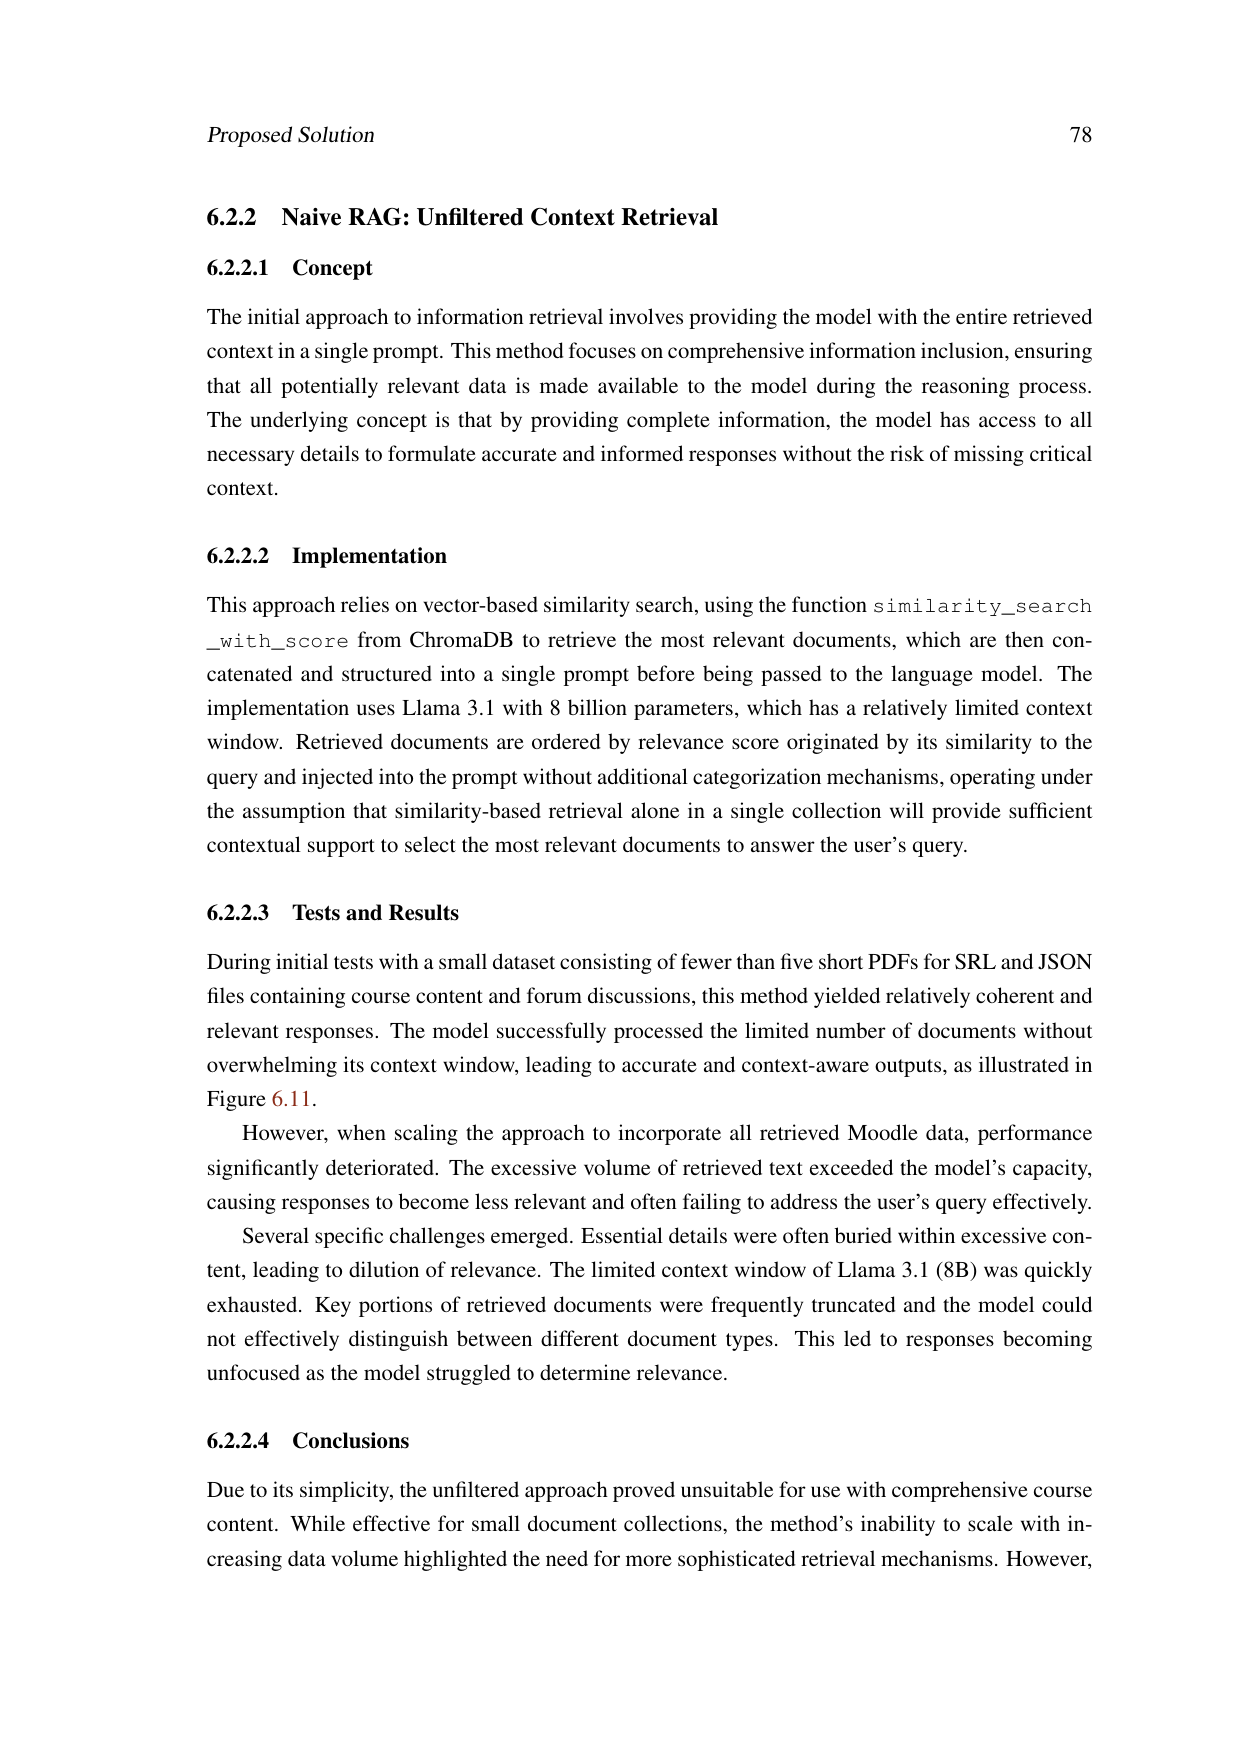 Proposed Solution 78
6.2.2 Naive RAG: Unfiltered Context Retrieval
6.2.2.1 Concept
The initial approach to information retrieval involves providing the model with the entire retrieved
context in a single prompt. This method focuses on comprehensive information inclusion, ensuring
that all potentially relevant data is made available to the model during the reasoning process.
The underlying concept is that by providing complete information, the model has access to all
necessary details to formulate accurate and informed responses without the risk of missing critical
context.
6.2.2.2 Implementation
This approach relies on vector-based similarity search, using the function similarity_search
_with_score from ChromaDB to retrieve the most relevant documents, which are then con-
catenated and structured into a single prompt before being passed to the language model. The
implementation uses Llama 3.1 with 8 billion parameters, which has a relatively limited context
window. Retrieved documents are ordered by relevance score originated by its similarity to the
query and injected into the prompt without additional categorization mechanisms, operating under
the assumption that similarity-based retrieval alone in a single collection will provide sufficient
contextual support to select the most relevant documents to answer the user's query.
6.2.2.3 Tests and Results
During initial tests with a small dataset consisting of fewer than five short PDFs for SRL and JSON
files containing course content and forum discussions, this method yielded relatively coherent and
relevant responses. The model successfully processed the limited number of documents without
overwhelming its context window, leading to accurate and context-aware outputs, as illustrated in
Figure 6.11.
However, when scaling the approach to incorporate all retrieved Moodle data, performance
significantly deteriorated. The excessive volume of retrieved text exceeded the model's capacity,
causing responses to become less relevant and often failing to address the user's query effectively.
Several specific challenges emerged. Essential details were often buried within excessive con-
tent, leading to dilution of relevance. The limited context window of Llama 3.1 (8B) was quickly
exhausted. Key portions of retrieved documents were frequently truncated and the model could
not effectively distinguish between different document types. This led to responses becoming
unfocused as the model struggled to determine relevance.
6.2.2.4 Conclusions
Due to its simplicity, the unfiltered approach proved unsuitable for use with comprehensive course
content. While effective for small document collections, the method's inability to scale with in-
creasing data volume highlighted the need for more sophisticated retrieval mechanisms. However,